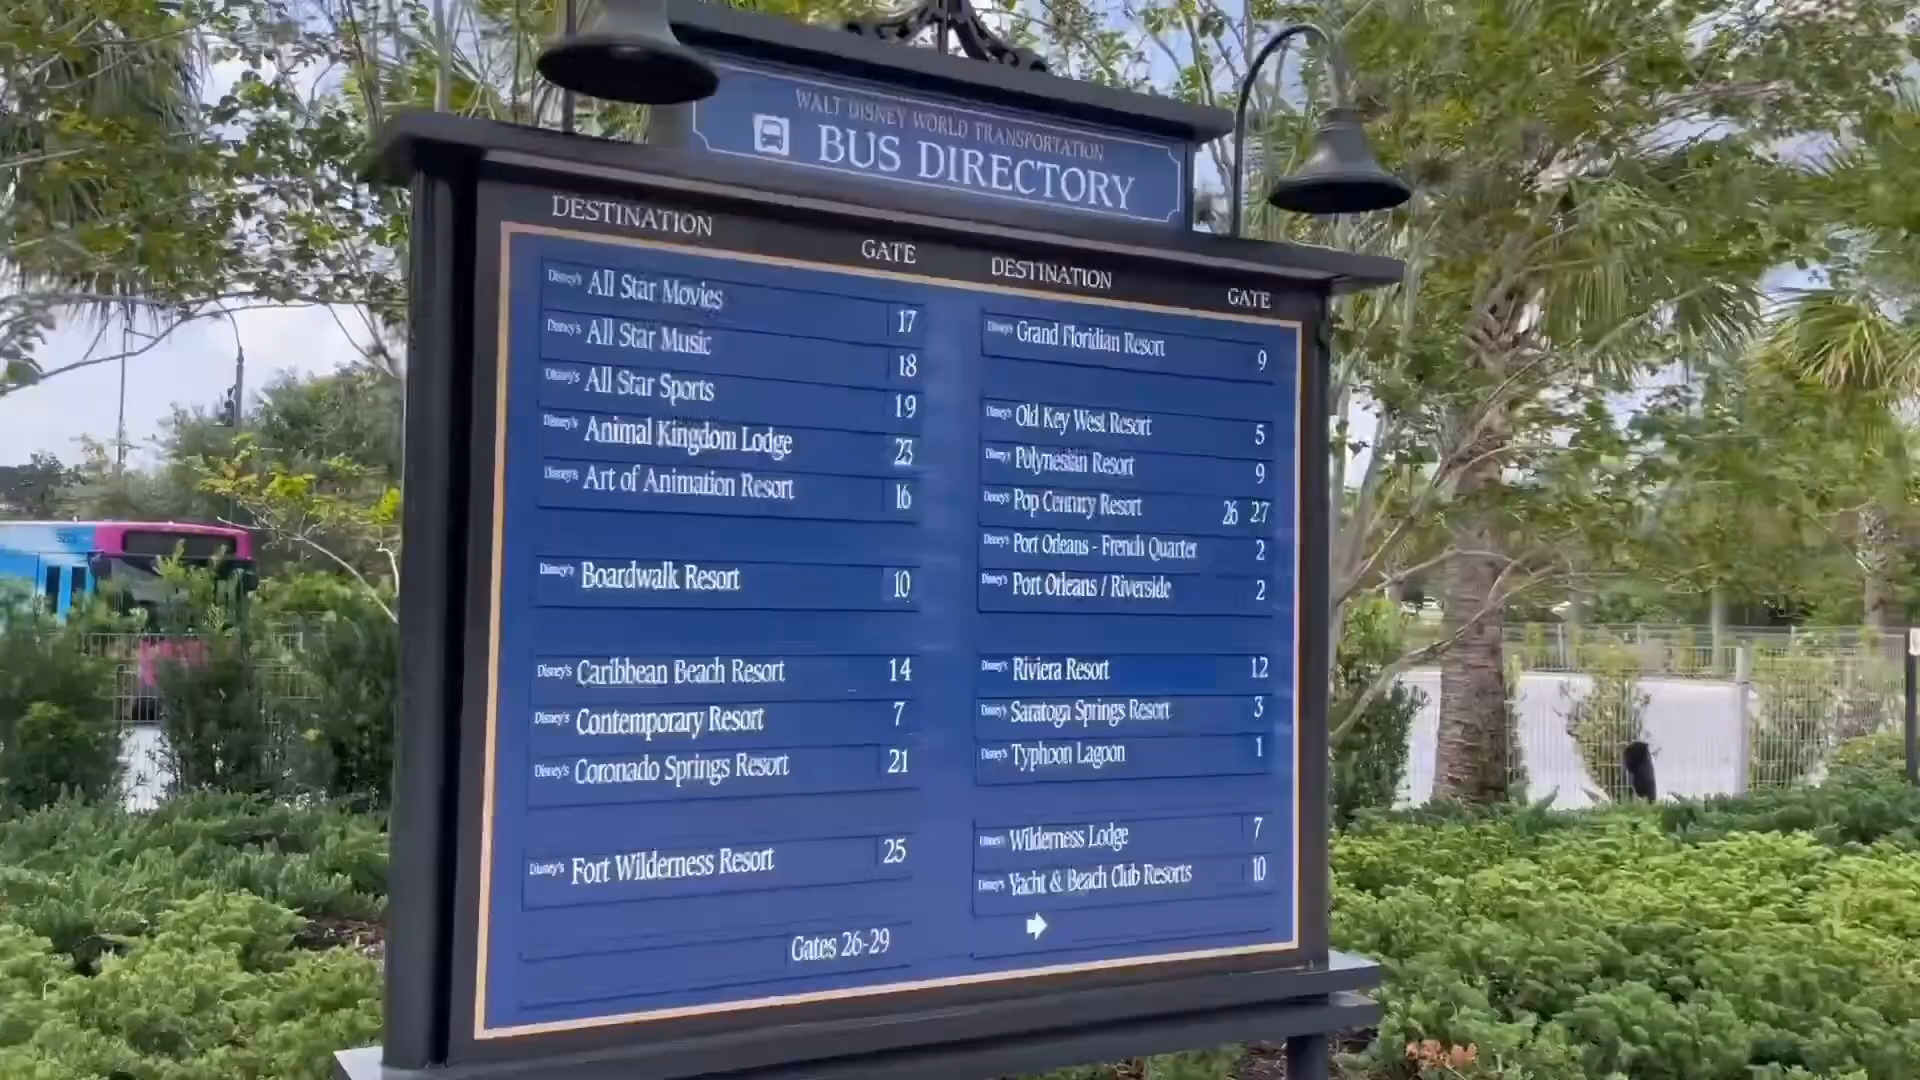 WALT DISNEY WORLD TRANSPORTATION
BUS DIRECTORY
DESTINATION GATE DESTINATION GATE
Disney's All Star Movies 17
Disney's All Star Music 18
Disney's All Star Sports 19
Disney's Animal Kingdom Lodge 23
Disney's Art of Animation Resort 16
Disney's Boardwalk Resort 10
Disney's Caribbean Beach Resort 14
Disney's Contemporary Resort 7
Disney's Coronado Springs Resort 21
Disney's Fort Wilderness Resort 25
Disney's Grand Floridian Resort 9
Disney's Old Key West Resort 5
Disney's Polynesian Resort 9
Disney's Pop Century Resort 26 27
Disney's Port Orleans - French Quarter 2
Disney's Port Orleans / Riverside 2
Disney's Riviera Resort 12
Disney's Saratoga Springs Resort 3
Disney's Typhoon Lagoon 1
Disney's Wilderness Lodge 7
Disney's Yacht & Beach Club Resorts 10
Gates 26-29